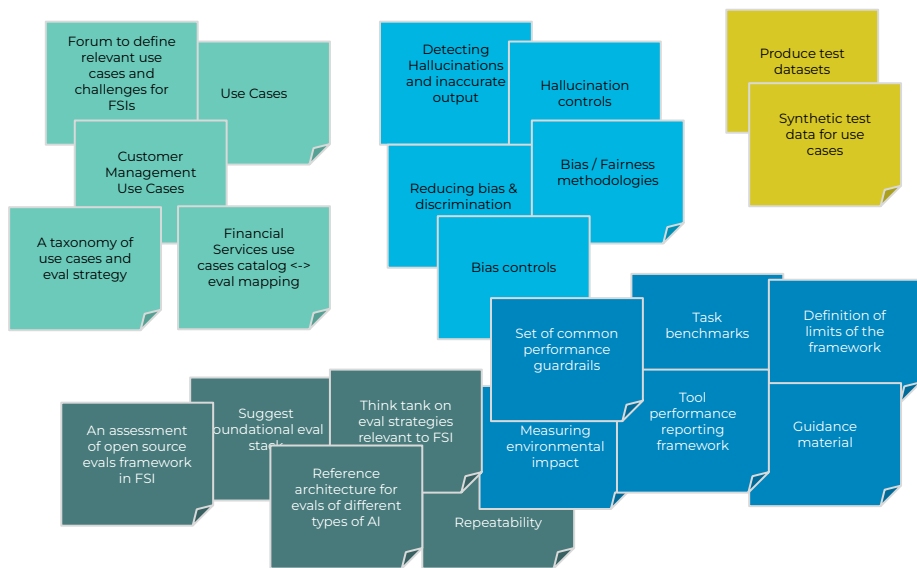 Forum to define
relevant use
cases and
challenges for
FSIs
Use Cases
Customer
Management
Use Cases
A taxonomy of
use cases and
eval strategy
Financial
Services use
cases catalog <->
eval mapping
Detecting
Hallucinations
and inaccurate
output
Hallucination
controls
Reducing bias &
discrimination
Bias / Fairness
methodologies
Bias controls
Produce test
datasets
Synthetic test
data for use
cases
Set of common
performance
guardrails
Task
benchmarks
Definition of
limits of the
framework
Measuring
environmental
impact
Tool
performance
reporting
framework
Guidance
material
An assessment
of open source
evals framework
in FSI
Suggest
oundational eval
stack
Think tank on
eval strategies
relevant to FSI
Reference
architecture for
evals of different
types of AI
Repeatability